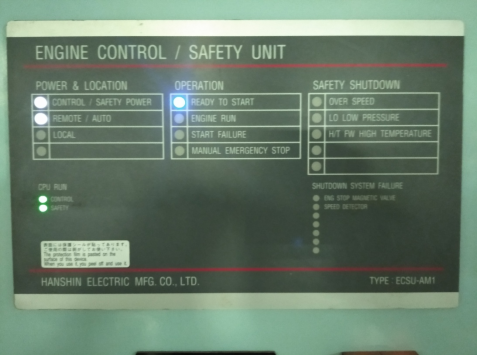 ENGINE CONTROL / SAFETY UNIT
POWER & LOCATION
CONTROL / SAFETY POWER
REMOTE / AUTO
LOCAL
OPERATION
READY TO START
ENGINE RUN
START FAILURE
MANUAL EMERGENCY STOP
SAFETY SHUTDOWN
OVER SPEED
LO LOW PRESSURE
H/T FW HIGH TEMPERATURE
CPU RUN
CONTROL
SAFETY
SHUTDOWN SYSTEM FAILURE
ENG STOP MAGNETIC VALVE
SPEED DETECTOR
The protection film is pasted on the
surface of this device.
When you use it you peel off and use it.
HANSHIN ELECTRIC MFG. CO., LTD.
TYPE : ECSU-AM1